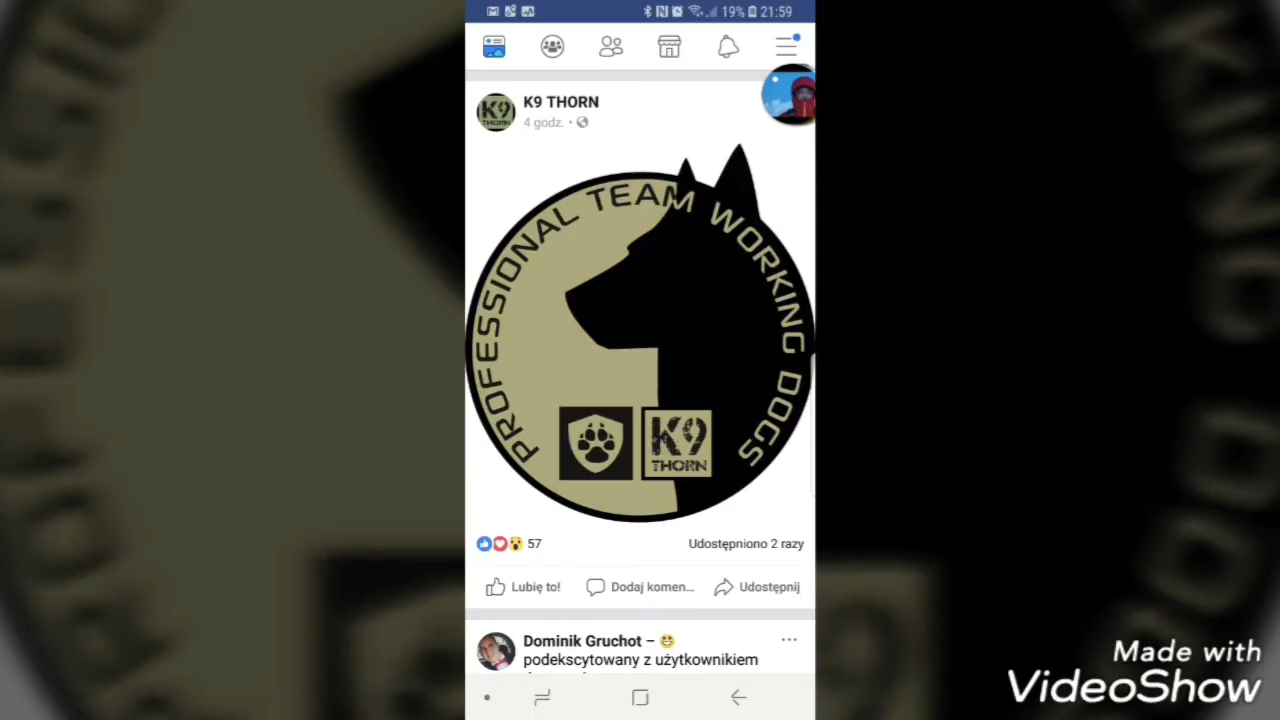 19% 21:59
K9 THORN
4 godz.
PROFESSIONAL TEAM WORKING DOGS
K9
THORN
57
Udostępniono 2 razy
Lubię to!
Dodaj komen...
Udostępnij
Dominik Gruchot –
podekscytowany z użytkownikiem
Made with
VideoShow